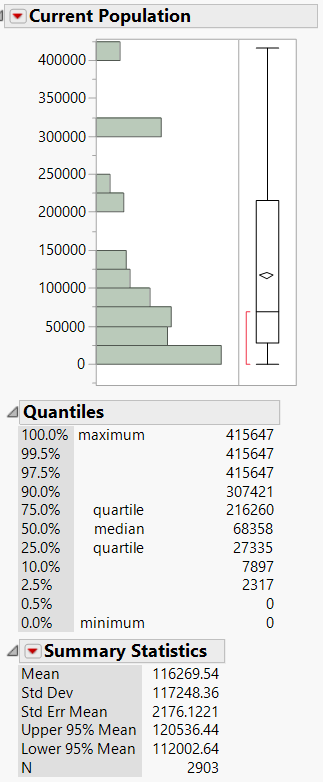 Current Population
400000
350000
300000
250000
200000
150000
100000
50000
0
Quantiles
100.0% maximum 415647
99.5% 415647
97.5% 415647
90.0% 307421
75.0% quartile 216260
50.0% median 68358
25.0% quartile 27335
10.0% 7897
2.5% 2317
0.5% 0
0.0% minimum 0
Summary Statistics
Mean 116269.54
Std Dev 117248.36
Std Err Mean 2176.1221
Upper 95% Mean 120536.44
Lower 95% Mean 112002.64
N 2903